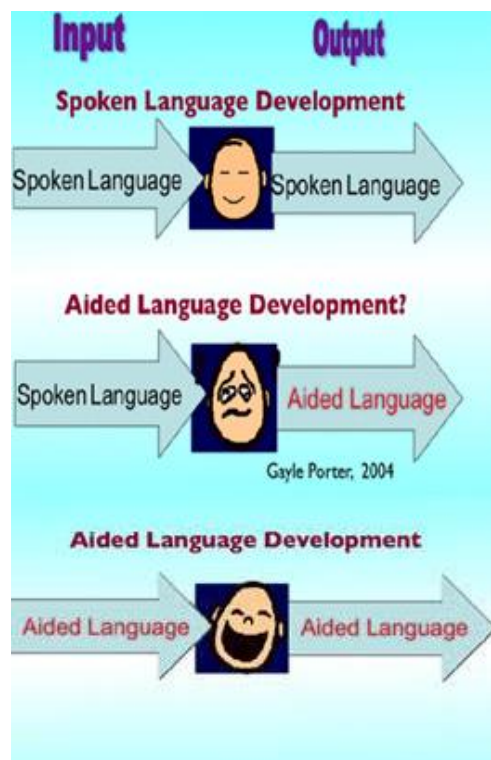 Input Output
Spoken Language Development
Spoken Language Spoken Language
Aided Language Development?
Spoken Language Aided Language
Gayle Porter, 2004
Aided Language Development
Aided Language Aided Language